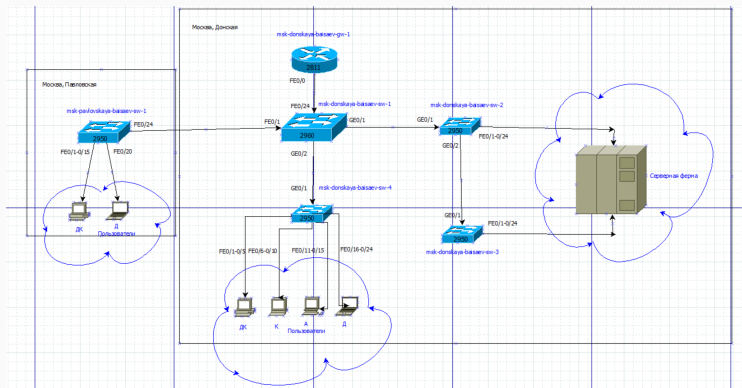 Москва, Донская
msk-donskaya-baisaev-gw-1
2811
FE0/0
Москва, Павловская
msk-pavlovskaya-baisaev-sw-1
FE0/24
2950
FE0/1-0/15
FE0/20
ДК
Д
Пользователи
FE0/24
msk-donskaya-baisaev-sw-1
FE0/1
GE0/1
2960
GE0/2
msk-donskaya-baisaev-sw-2
GE0/1
2950
FE0/1-0/24
GE0/2
Серверная ферма
GE0/1
msk-donskaya-baisaev-sw-4
2950
GE0/1
FE0/1-0/24
2950
msk-donskaya-baisaev-sw-3
FE0/1-0/5
FE0/6-0/10
FE0/11-0/15
FE0/16-0/24
ДК
К
А
Д
Пользователи